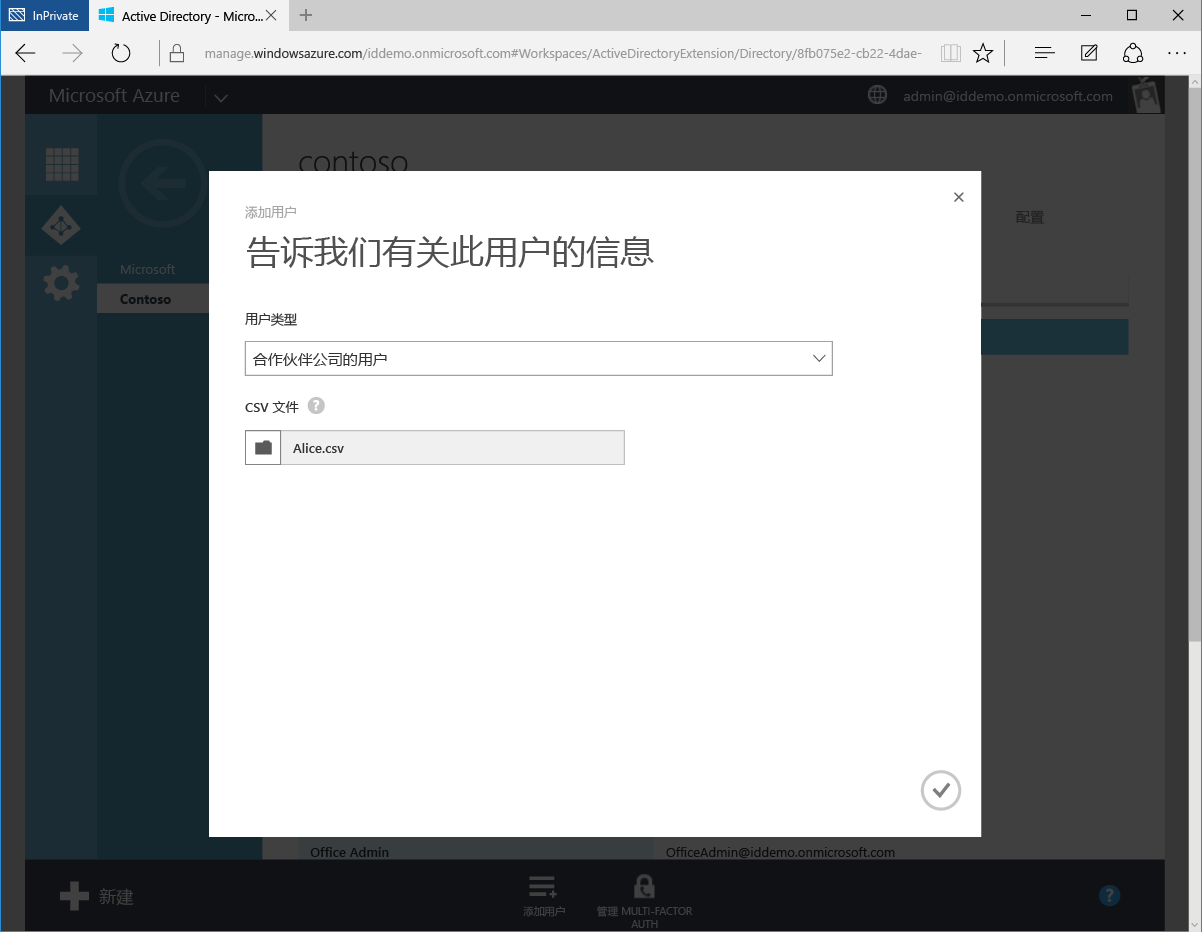 InPrivate
Active Directory - Micro...
manage.windowsazure.com/iddemo.onmicrosoft.com#Workspaces/ActiveDirectoryExtension/Directory/8fb075e2-cb22-4dae-
Microsoft Azure
admin@iddemo.onmicrosoft.com
contoso
配置
Microsoft
Contoso
添加用户
告诉我们有关此用户的信息
用户类型
合作伙伴公司的用户
CSV 文件 ?
Alice.csv
Office Admin
OfficeAdmin@iddemo.onmicrosoft.com
新建
添加用户
管理 MULTI-FACTOR
AUTH
?